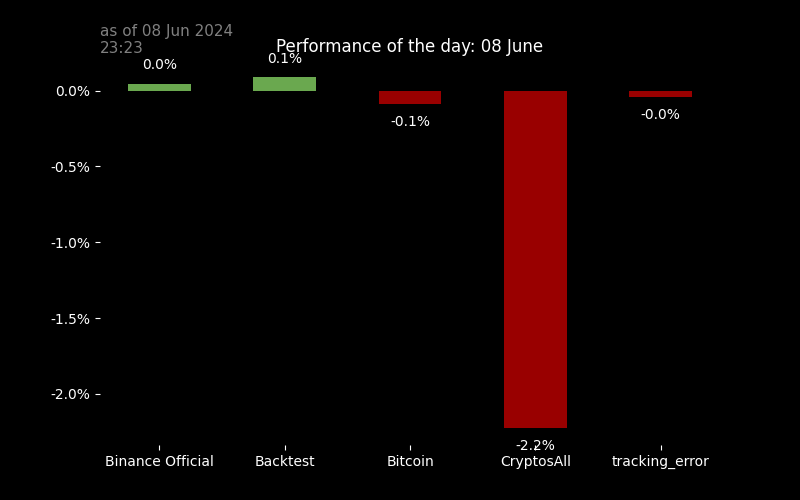 as of 08 Jun 2024
23:23
Performance of the day: 08 June
0.0%
0.1%
-0.1%
-2.2%
-0.0%
0.0%
-0.5%
-1.0%
-1.5%
-2.0%
Binance Official
Backtest
Bitcoin
CryptosAll
tracking_error